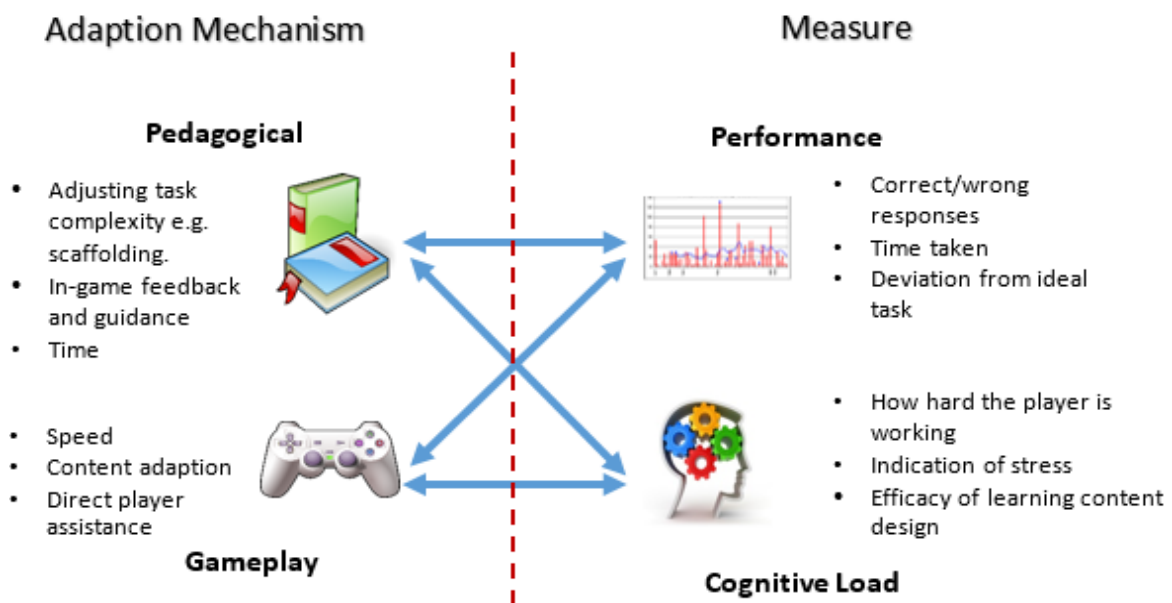 Adaption Mechanism
Measure
Pedagogical
• Adjusting task
complexity e.g.
scaffolding.
• In-game feedback
and guidance
• Time
Performance
• Correct/wrong
responses
• Time taken
• Deviation from ideal
task
• Speed
• Content adaption
• Direct player
assistance
Gameplay
• How hard the player is
working
• Indication of stress
• Efficacy of learning content
design
Cognitive Load